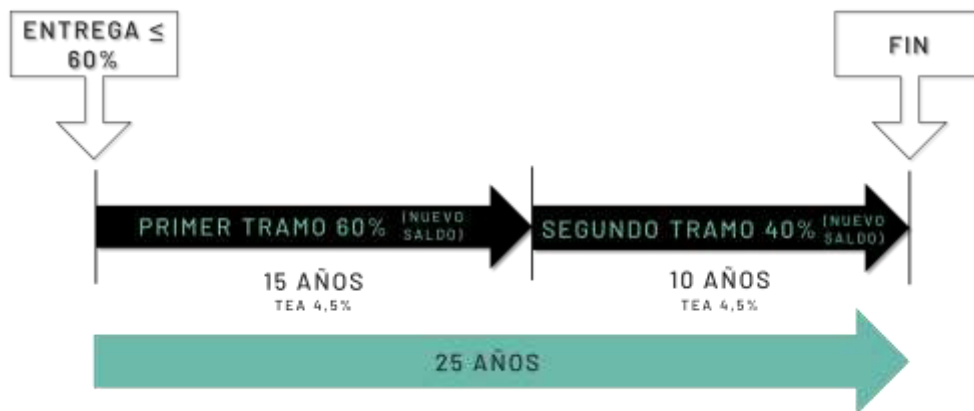 ENTREGA ≤
60%
FIN
PRIMER TRAMO 60% (NUEVO
SALDO)
SEGUNDO TRAMO 40% (NUEVO
SALDO)
15 AÑOS
TEA 4,5%
10 AÑOS
TEA 4,5%
25 AÑOS